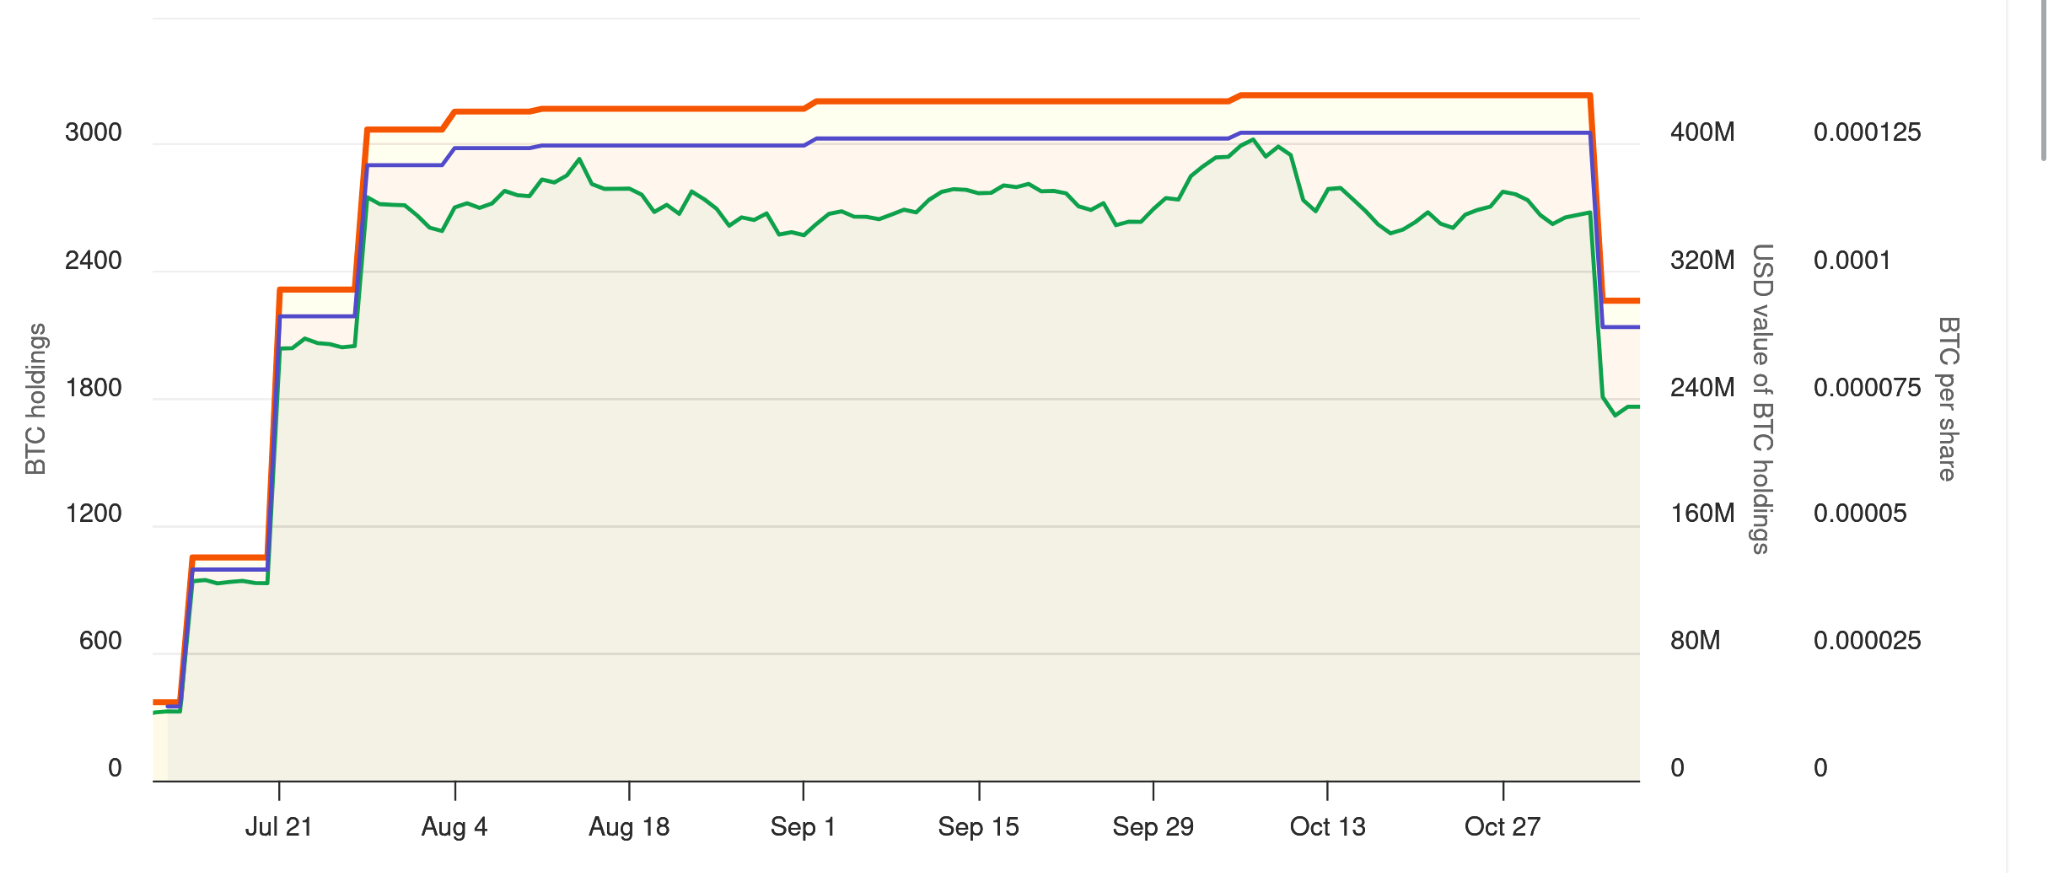 BTC holdings
3000
2400
1800
1200
600
0
400M
320M
240M
160M
80M
0
USD value of BTC holdings
0.000125
0.0001
0.000075
0.00005
0.000025
0
BTC per share
Jul 21
Aug 4
Aug 18
Sep 1
Sep 15
Sep 29
Oct 13
Oct 27